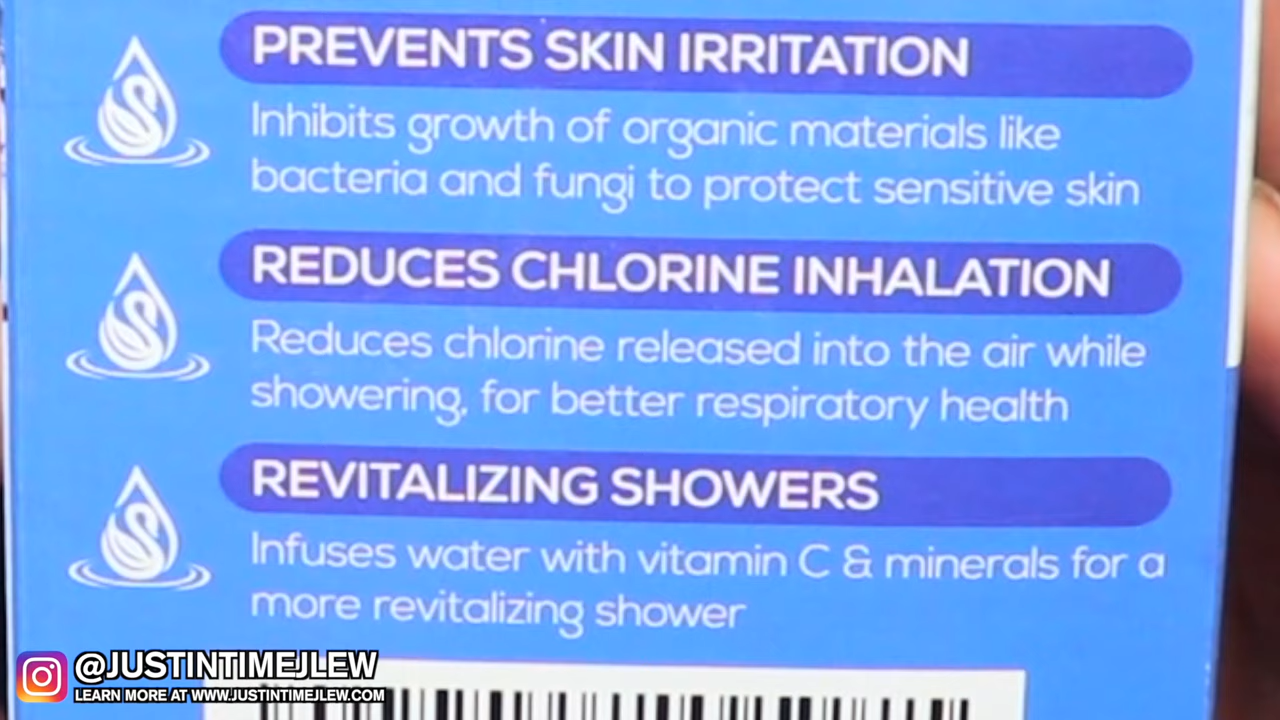 PREVENTS SKIN IRRITATION
Inhibits growth of organic materials like
bacteria and fungi to protect sensitive skin
REDUCES CHLORINE INHALATION
Reduces chlorine released into the air while
showering, for better respiratory health
REVITALIZING SHOWERS
Infuses water with vitamin C & minerals for a
more revitalizing shower
@JUSTINTIMEJLEW
LEARN MORE AT WWW.JUSTINTIMEJLEW.COM